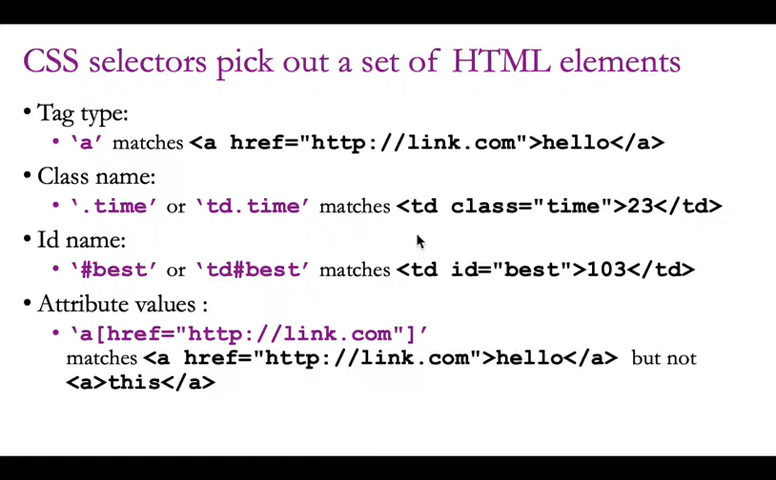 CSS selectors pick out a set of HTML elements
• Tag type:
• ‘a’ matches <a href="http://link.com">hello</a>
• Class name:
• ‘.time’ or ‘td.time’ matches <td class="time">23</td>
• Id name:
• ‘#best’ or ‘td#best’ matches <td id="best">103</td>
• Attribute values :
• ‘a[href="http://link.com"]’
matches <a href="http://link.com">hello</a> but not
<a>this</a>